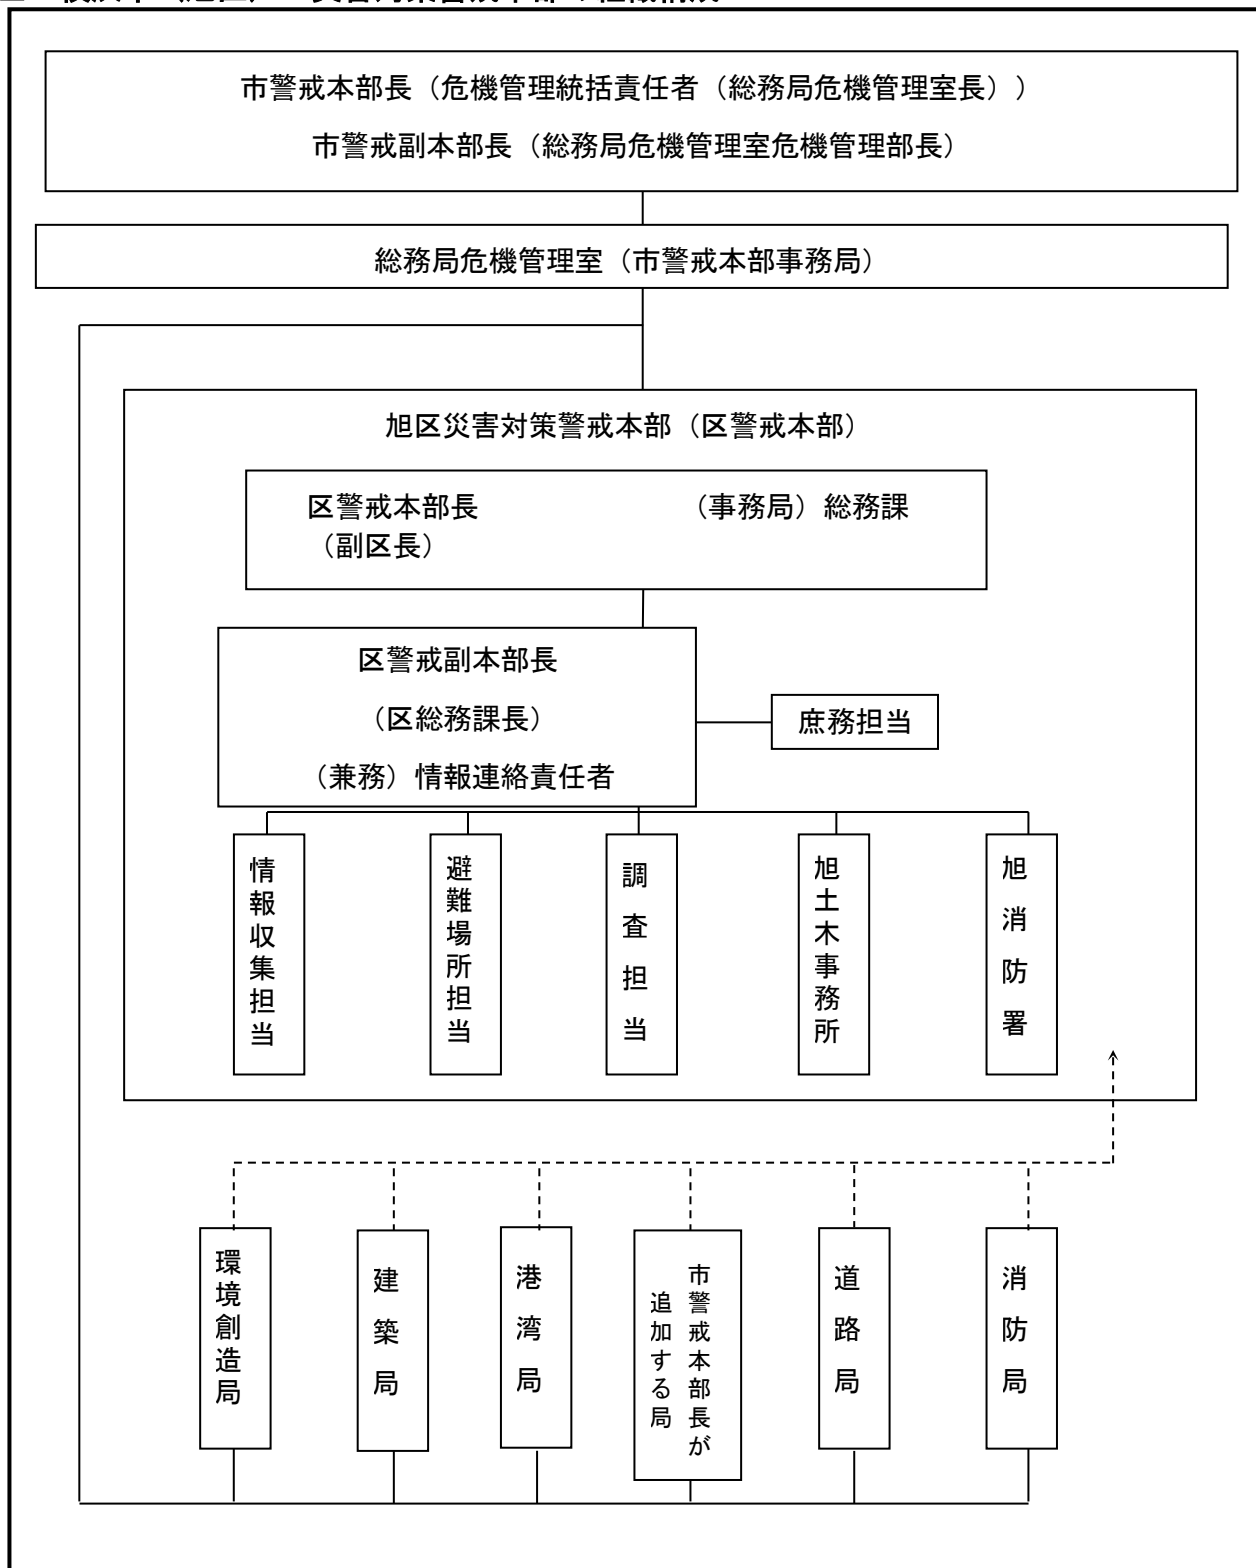 市警戒本部長（危機管理統括責任者（総務局危機管理室長））
市警戒副本部長（総務局危機管理室危機管理部長）
総務局危機管理室（市警戒本部事務局）
旭区災害対策警戒本部（区警戒本部）
区警戒本部長 （事務局）総務課
（副区長）
区警戒副本部長
（区総務課長）
（兼務）情報連絡責任者
庶務担当
情報収集担当
避難場所担当
調査担当
旭土木事務所
旭消防署
環境創造局
建築局
港湾局
市警戒本部長が
追加する局
道路局
消防局